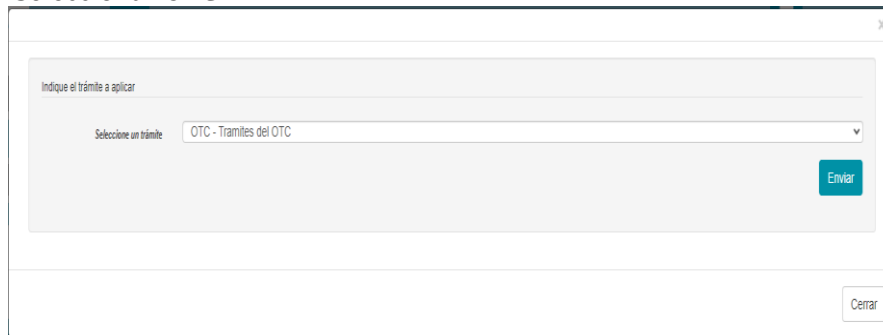 Indique el trámite a aplicar
Seleccione un trámite
OTC - Tramites del OTC
Enviar
Cerrar